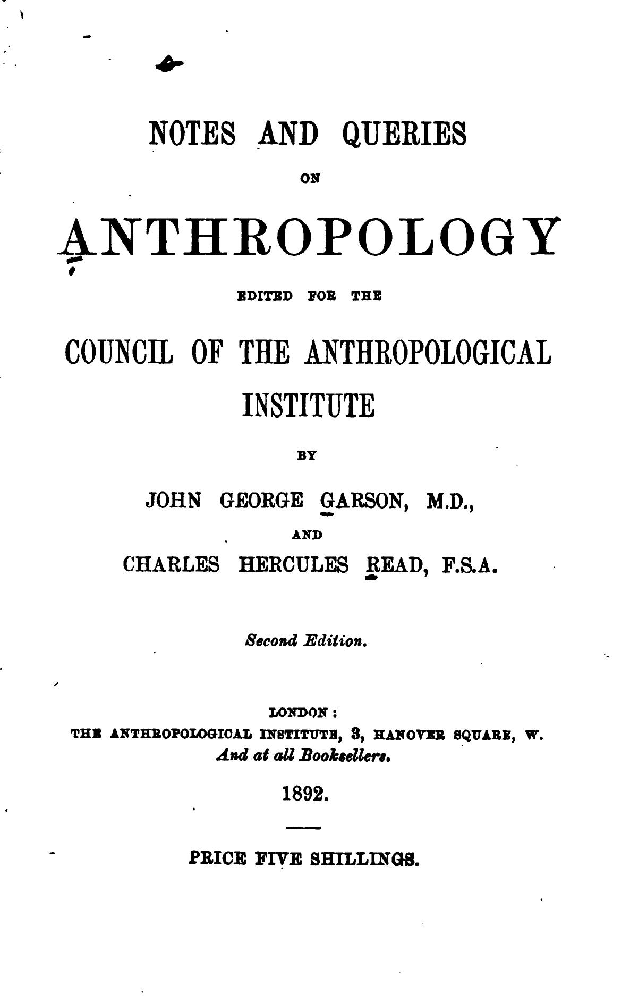 NOTES AND QUERIES
ON
ANTHROPOLOGY
EDITED FOR THE
COUNCIL OF THE ANTHROPOLOGICAL
INSTITUTE
BY
JOHN GEORGE GARSON, M.D.,
AND
CHARLES HERCULES READ, F.S.A.
Second Edition.
LONDON:
THE ANTHROPOLOGICAL INSTITUTE, 3, HANOVER SQUARE, W.
And at all Booksellers.
1892.
PRICE FIVE SHILLINGS.